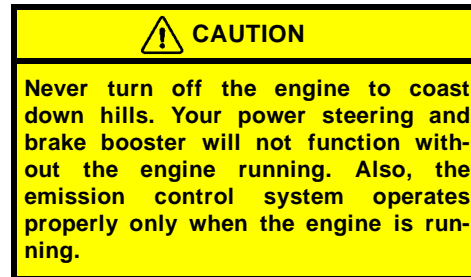 CAUTION
Never turn off the engine to coast
down hills. Your power steering and
brake booster will not function with-
out the engine running. Also, the
emission control system operates
properly only when the engine is run-
ning.